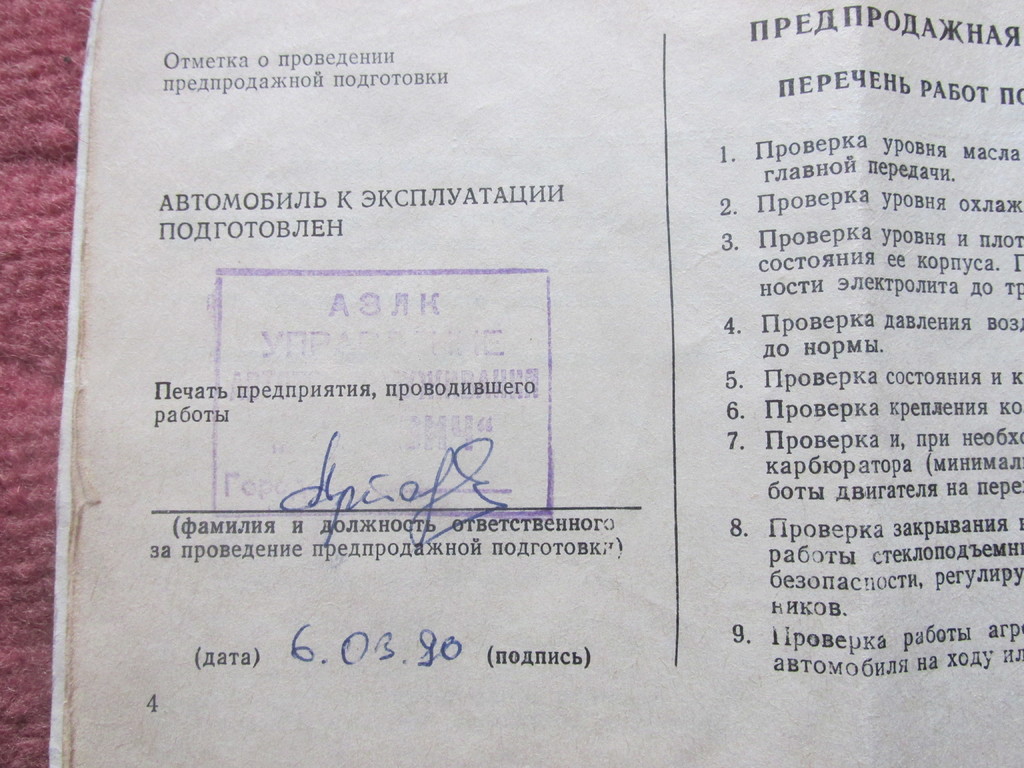 Отметка о проведении
предпродажной подготовки
АВТОМОБИЛЬ К ЭКСПЛУАТАЦИИ
ПОДГОТОВЛЕН
АЗЛК
УПРАВЛЕНИЕ
Печать предприятия, проводившего
работы
(фамилия и должность ответственного
за проведение предпродажной подготовки)
(дата) 6.03.90 (подпись)
4
ПРЕДПРОДАЖНАЯ
ПЕРЕЧЕНЬ РАБОТ ПО
1. Проверка уровня масла
главной передачи.
2. Проверка уровня охлаж
3. Проверка уровня и плот
состояния ее корпуса. П
ности электролита до тр
4. Проверка давления возд
до нормы.
5. Проверка состояния и к
6. Проверка крепления ко
7. Проверка и, при необхо
карбюратора (минимал
боты двигателя на пере
8. Проверка закрывания
работы стеклоподъемн
безопасности, регулиру
ников.
9. Проверка работы агре
автомобиля на ходу ил